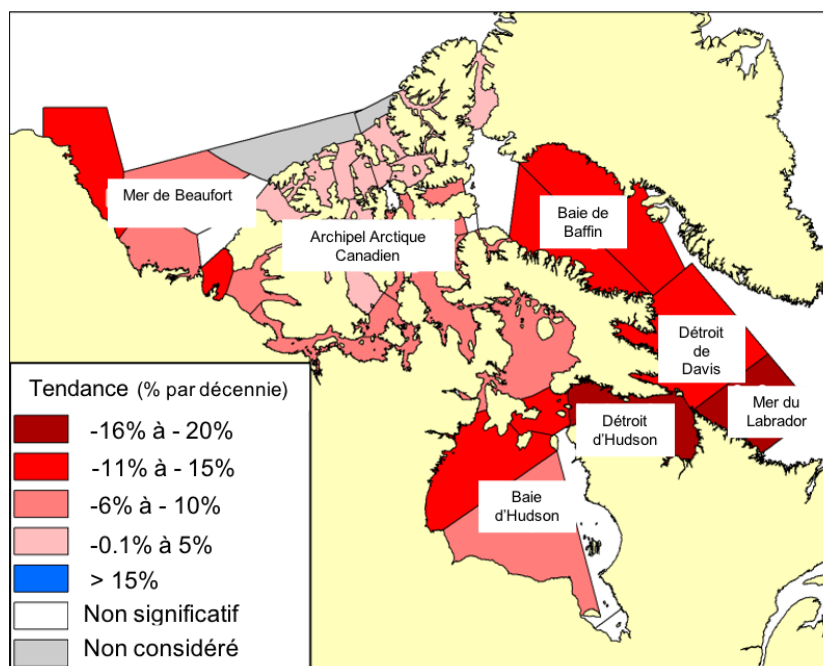 Mer de Beaufort
Archipel Arctique
Canadien
Baie de
Baffin
Détroit
de
Davis
Mer du
Labrador
Détroit
d'Hudson
Baie
d'Hudson
Tendance (% par décennie)
-16% à - 20%
-11% à - 15%
-6% à - 10%
-0.1% à 5%
> 15%
Non significatif
Non considéré